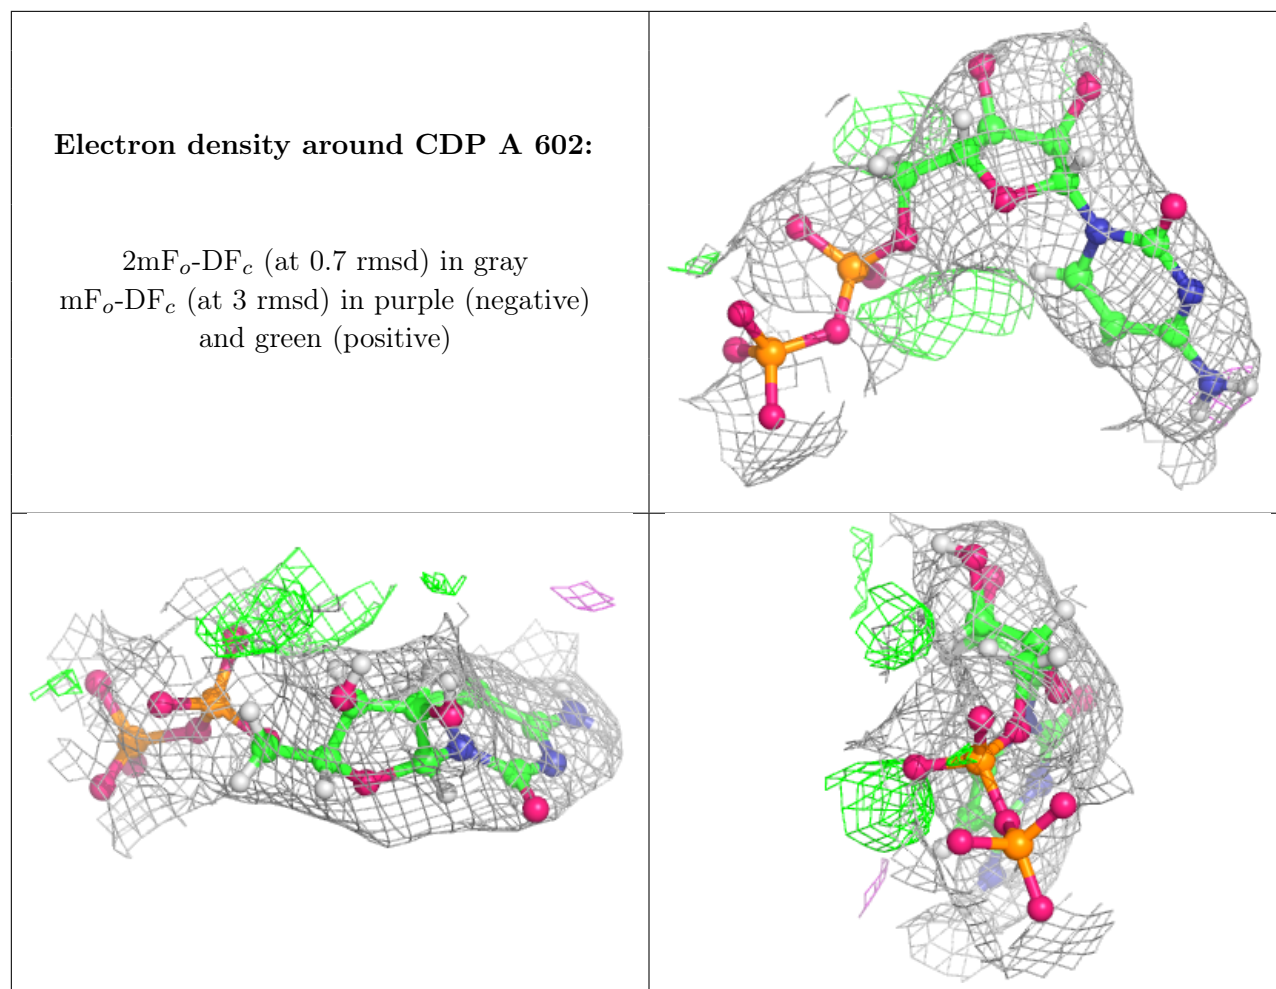 Electron density around CDP A 602:
2mFo-DFc (at 0.7 rmsd) in gray
mFo-DFc (at 3 rmsd) in purple (negative)
and green (positive)